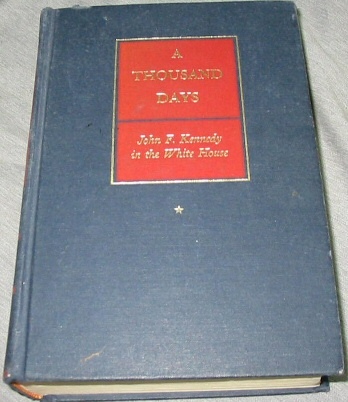 A
THOUSAND
DAYS
John F. Kennedy
in the White House